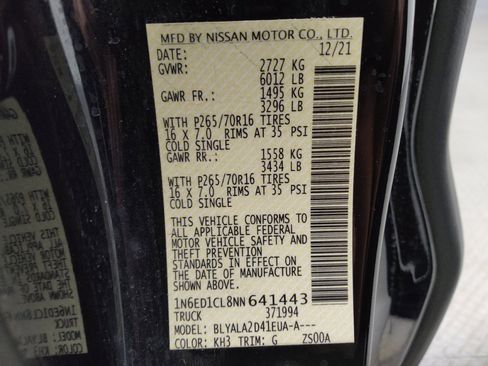 MFD BY NISSAN MOTOR CO., LTD.
DATE: 12/21
GVWR: 2727 KG
6012 LB
GAWR FR.: 1495 KG
3296 LB
WITH P265/70R16 TIRES
16 X 7.0 RIMS AT 35 PSI
COLD SINGLE
GAWR RR.: 1558 KG
3434 LB
WITH P265/70R16 TIRES
16 X 7.0 RIMS AT 35 PSI
COLD SINGLE
THIS VEHICLE CONFORMS TO
ALL APPLICABLE FEDERAL
MOTOR VEHICLE SAFETY AND
THEFT PREVENTION
STANDARDS IN EFFECT ON
THE DATE OF MANUFACTURE
SHOWN ABOVE.
1N6ED1CL8NN641443
TRUCK 371994
MODEL: BLYALA2D41EUA-A---
COLOR: KH3 TRIM: G ZS00A